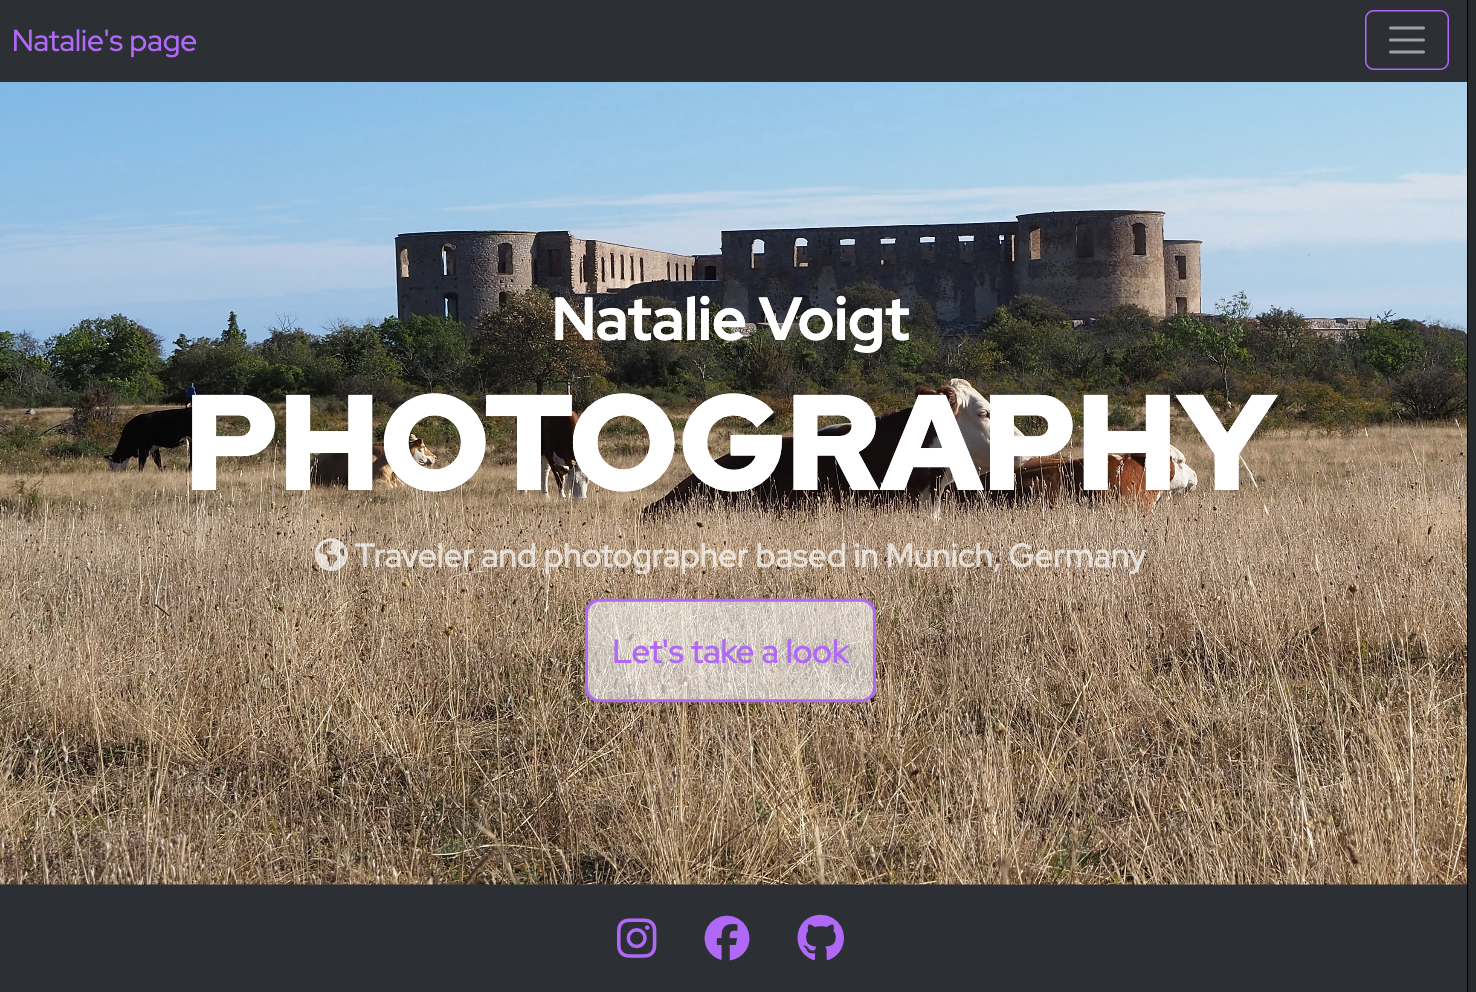 Natalie's page
Natalie Voigt
PHOTOGRAPHY
Traveler and photographer based in Munich, Germany
Let's take a look